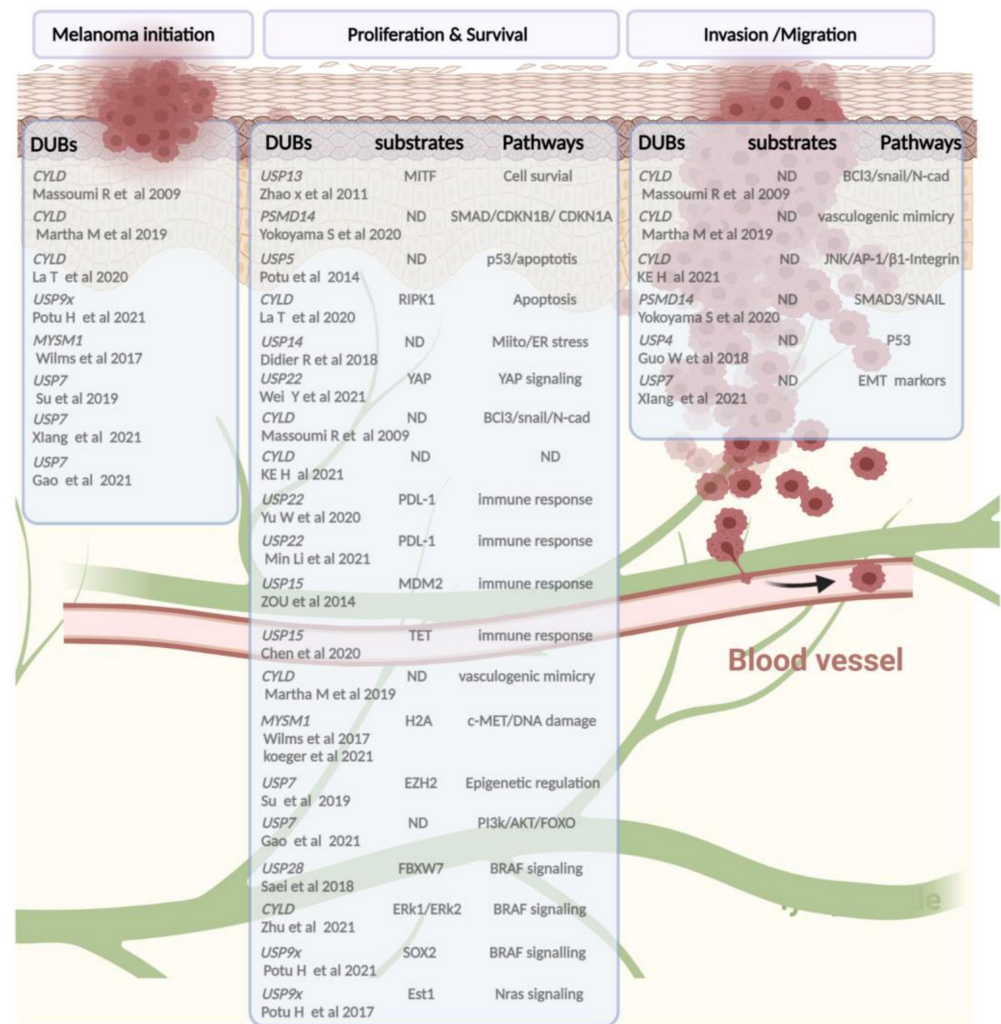 Melanoma initiation
Proliferation & Survival
Invasion /Migration
DUBs
CYLD
Massoumi R et al 2009
CYLD
Martha M et al 2019
CYLD
La T et al 2020
USP9x
Potu H et al 2021
MYSM1
Wilms et al 2017
USP7
Su et al 2019
USP7
XIang et al 2021
USP7
Gao et al 2021
DUBs substrates Pathways
USP13 MITF Cell survial
Zhao x et al 2011
PSMD14 ND SMAD/CDKN1B/ CDKN1A
Yokoyama S et 2020
USP5 ND p53/apoptotis
Potu et al 2014
CYLD RIPK1 Apoptosis
La T et al 2020
USP14 ND Miito/ER stress
Didier R et al 2018
USP22 YAP YAP signaling
Wei Y et al 2021
CYLD ND BCl3/snail/N-cad
Massoumi R et al 2009
CYLD ND ND
KE H al 2021
USP22 PDL-1 immune response
Yu W et al 2020
USP22 PDL-1 immune response
Min Li et al 2021
USP15 MDM2 immune response
ZOU et al 2014
USP15 TET immune response
Chen et al 2020
CYLD ND vasculogenic mimicry
Martha M et al 2019
MYSM1 H2A c-MET/DNA damage
Wilms et al 2017
koeger et al 2021
USP7 EZH2 Epigenetic regulation
Su et al 2019
USP7 ND PI3k/AKT/FOXO
Gao et al 2021
USP28 FBXW7 BRAF signaling
Saei et al 2018
CYLD ERk1/ERk2 BRAF signaling
Zhu et al 2021
USP9x SOX2 BRAF signalling
Potu H et al 2021
USP9x Est1 Nras signaling
Potu H et al 2017
DUBs substrates Pathways
CYLD ND BCl3/snail/N-cad
Massoumi R et al 2009
CYLD ND vasculogenic mimicry
Martha M et al 2019
CYLD ND JNK/AP-1/β1-Integrin
KE H al 2021
PSMD14 ND SMAD3/SNAIL
Yokoyama S et 2020
USP4 ND P53
Guo W et al 2018
USP7 ND EMT markors
XIang et al 2021
Blood vessel